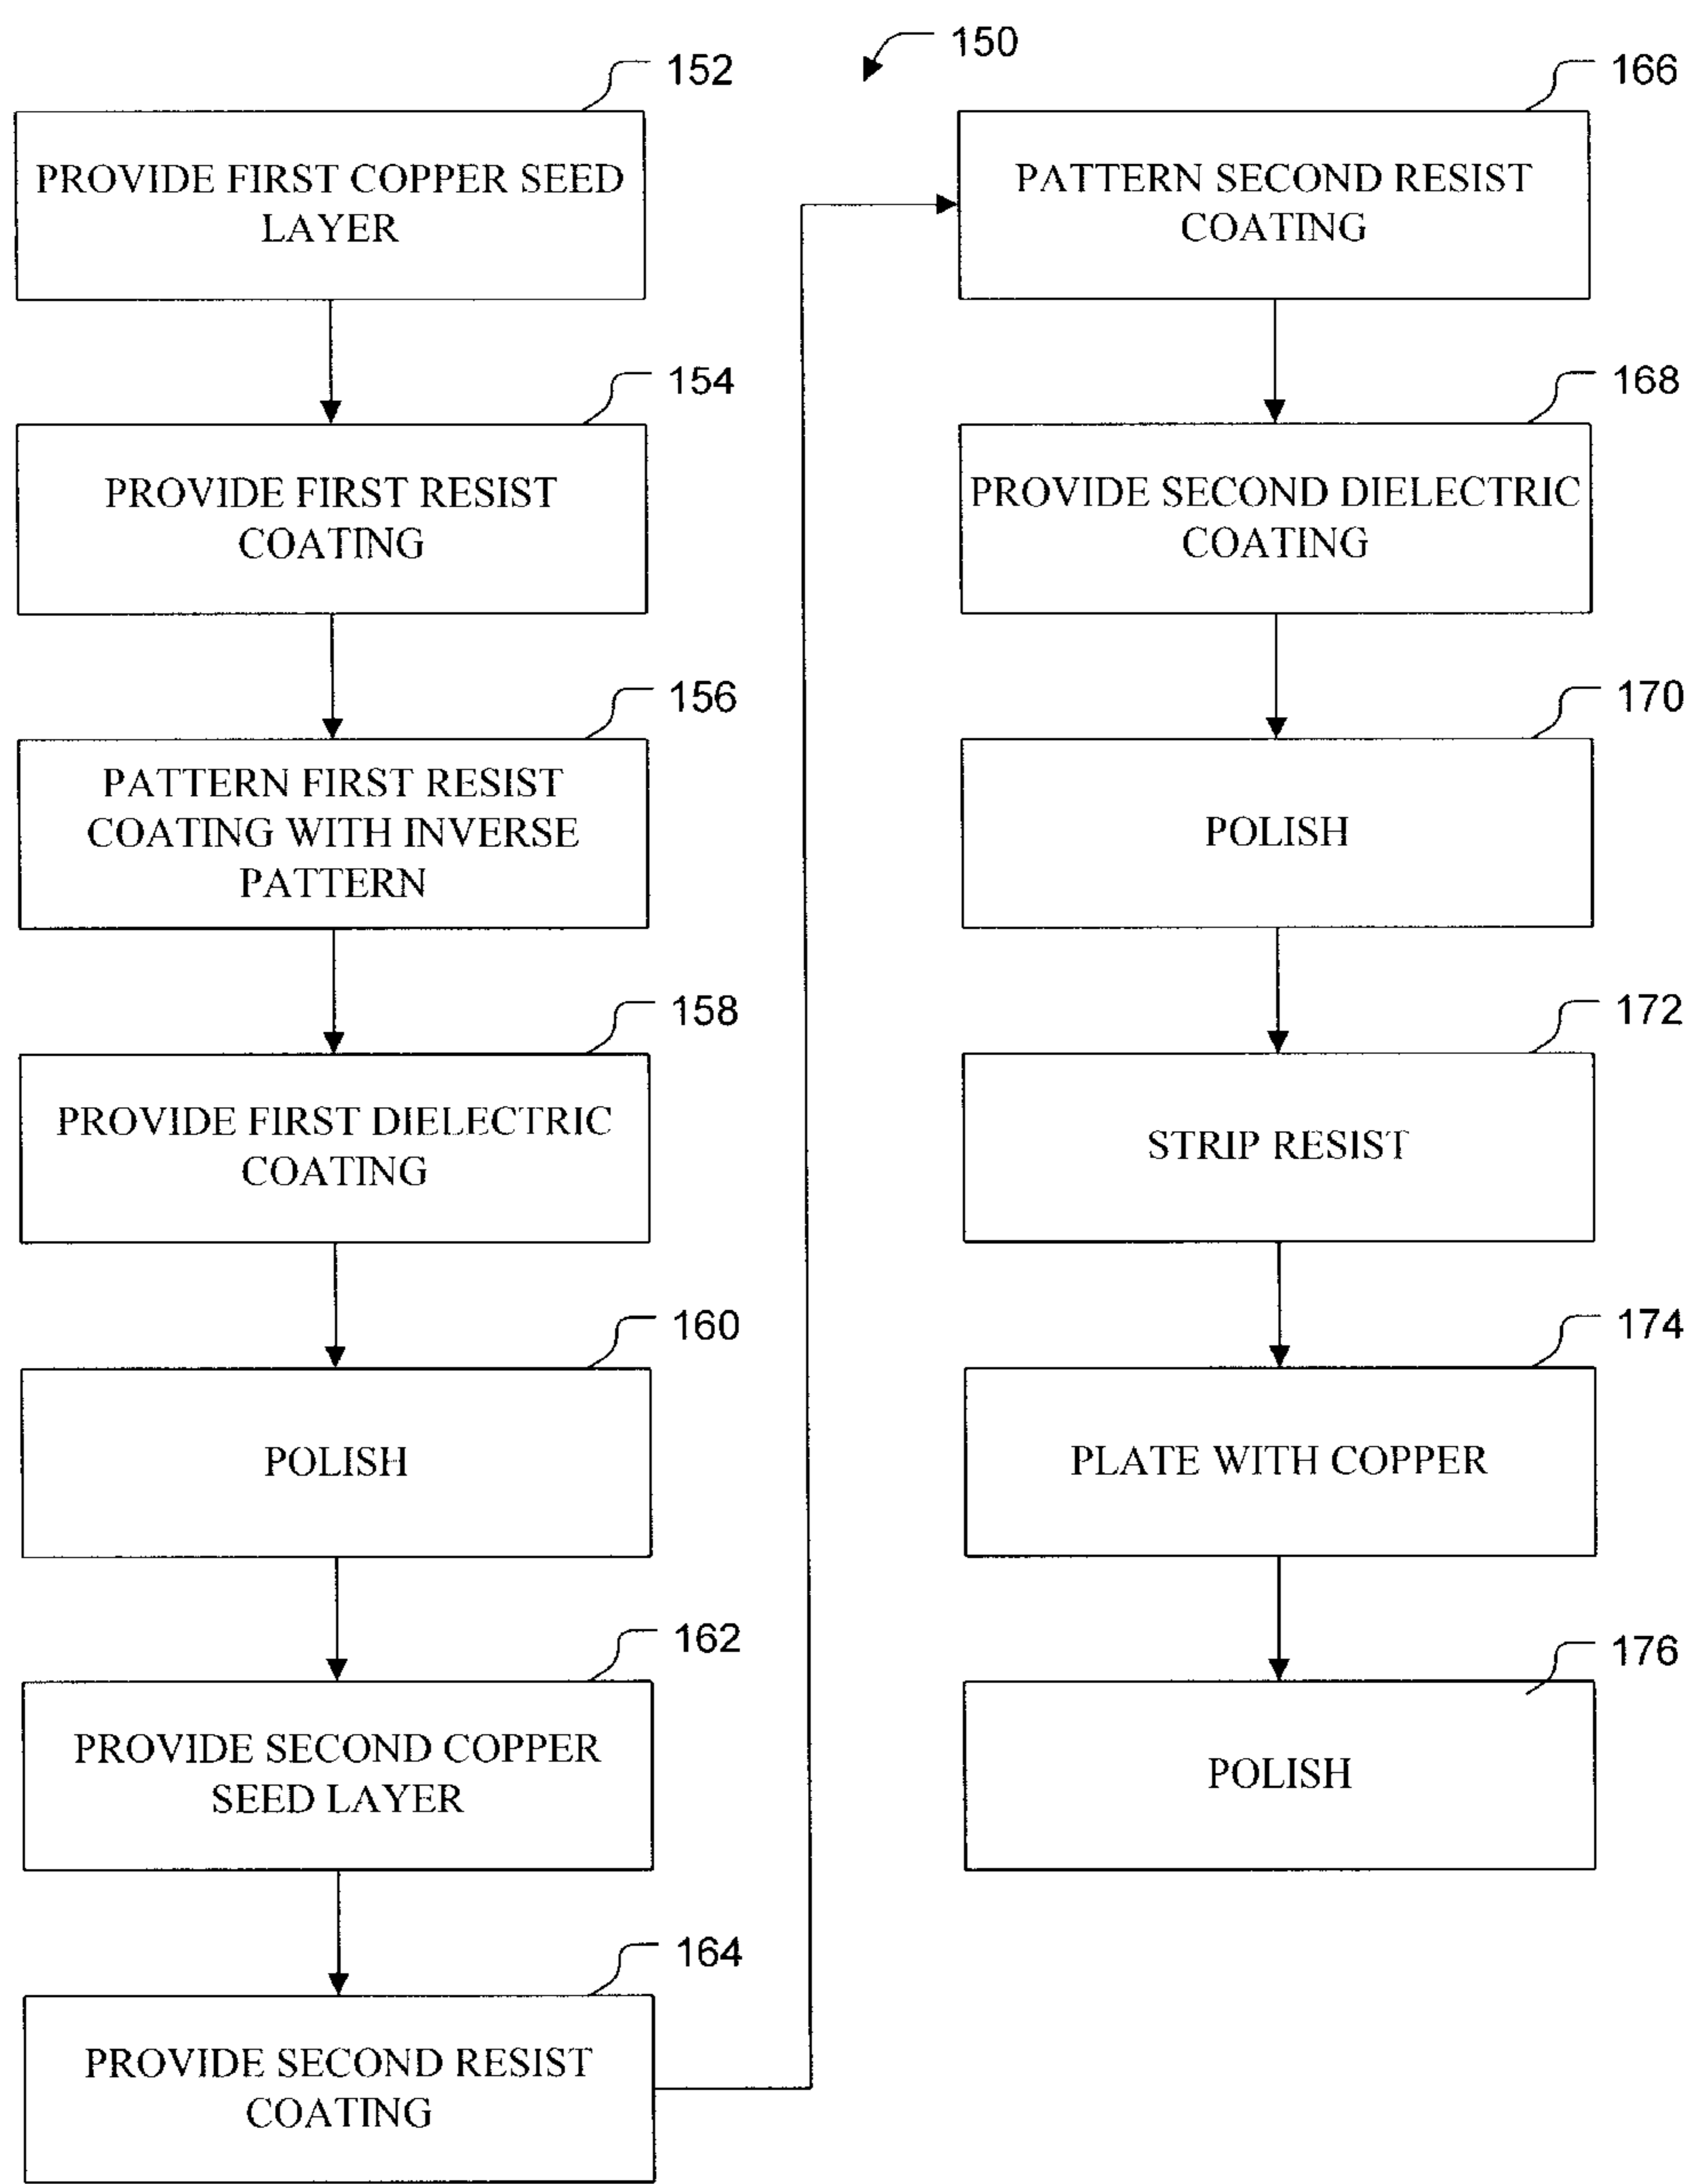 150
152
PROVIDE FIRST COPPER SEED
LAYER
154
PROVIDE FIRST RESIST
COATING
156
PATTERN FIRST RESIST
COATING WITH INVERSE
PATTERN
158
PROVIDE FIRST DIELECTRIC
COATING
160
POLISH
162
PROVIDE SECOND COPPER
SEED LAYER
164
PROVIDE SECOND RESIST
COATING
166
PATTERN SECOND RESIST
COATING
168
PROVIDE SECOND DIELECTRIC
COATING
170
POLISH
172
STRIP RESIST
174
PLATE WITH COPPER
176
POLISH